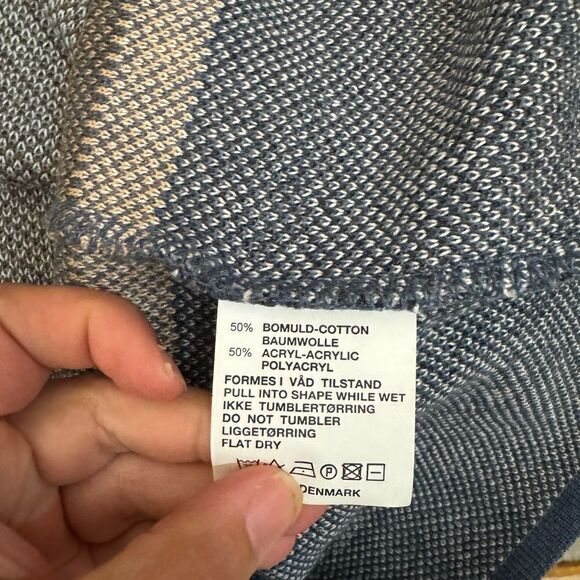 50% BOMULD-COTTON
BAUMWOLLE
50% ACRYL-ACRYLIC
POLYACRYL
FORMES I VÅD TILSTAND
PULL INTO SHAPE WHILE WET
IKKE TUMBLERTØRRING
DO NOT TUMBLER
LIGGETØRRING
FLAT DRY
P
DENMARK